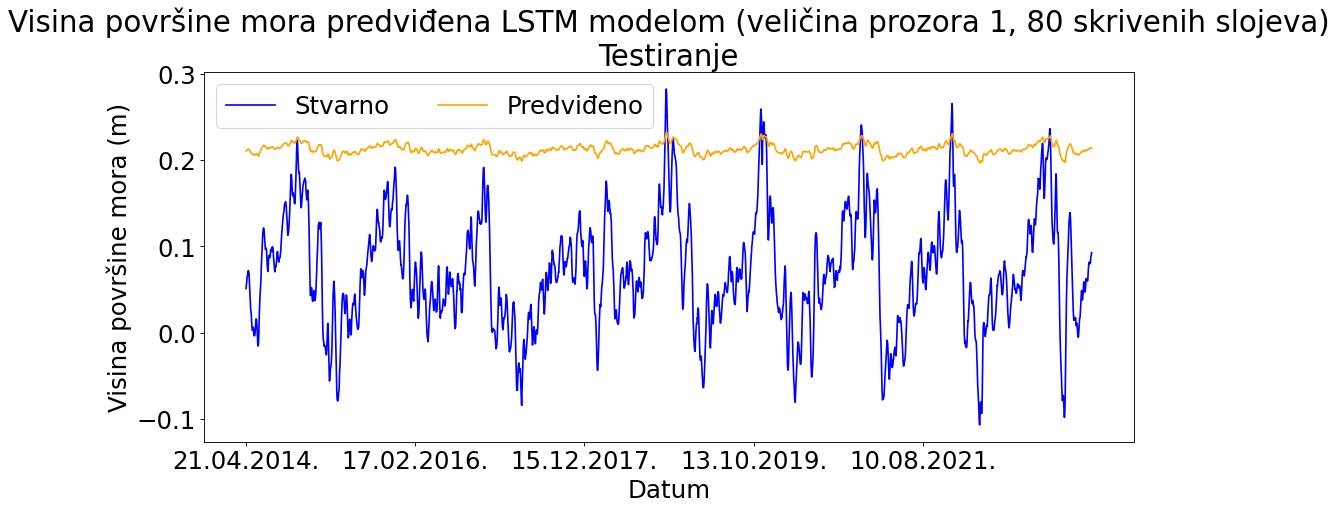 Visina površine mora predviđena LSTM modelom (veličina prozora 1, 80 skrivenih slojeva)
Testiranje
Stvarno
Predviđeno
Visina površine mora (m)
0.3
0.2
0.1
0.0
−0.1
21.04.2014.
17.02.2016.
15.12.2017.
13.10.2019.
10.08.2021.
Datum